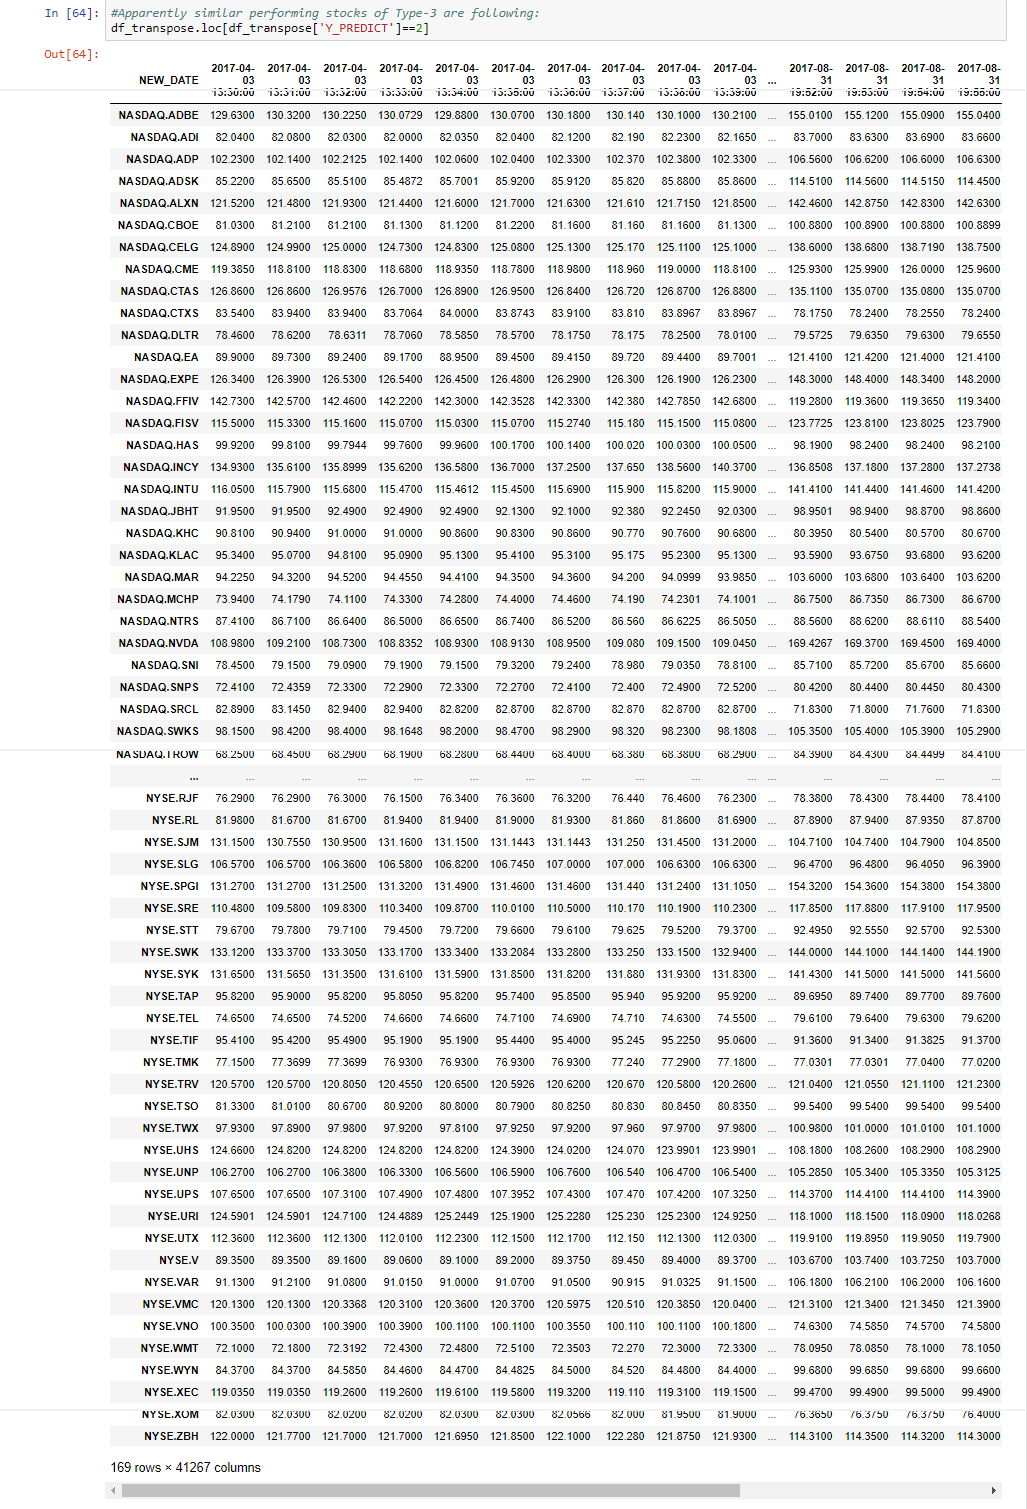 In [64]: #Apparently similar performing stocks of Type-3 are following:
df_transpose.loc[df_transpose['Y_PREDICT']==2]
Out[64]:
NEW_DATE 2017-04-03 13:30:00 2017-04-03 13:31:00 2017-04-03 13:32:00 2017-04-03 13:33:00 2017-04-03 13:34:00 2017-04-03 13:35:00 2017-04-03 13:36:00 2017-04-03 13:37:00 2017-04-03 13:38:00 2017-04-03 13:39:00 ... 2017-08-31 19:52:00 2017-08-31 19:53:00 2017-08-31 19:54:00 2017-08-31 19:55:00
NASDAQ.ADBE 129.6300 130.3200 130.2250 130.0729 129.8800 130.0700 130.1800 130.140 130.1000 130.2100 ... 155.0100 155.1200 155.0900 155.0400
NASDAQ.ADI 82.0400 82.0800 82.0300 82.0000 82.0350 82.0400 82.1200 82.190 82.2300 82.1650 ... 83.7000 83.6300 83.6900 83.6600
NASDAQ.ADP 102.2300 102.1400 102.2125 102.1400 102.0600 102.0400 102.3300 102.370 102.3800 102.3300 ... 106.5600 106.6200 106.6000 106.6300
NASDAQ.ADSK 85.2200 85.6500 85.5100 85.4872 85.7001 85.9200 85.9120 85.820 85.8800 85.8600 ... 114.5100 114.5600 114.5150 114.4500
NASDAQ.ALXN 121.5200 121.4800 121.9300 121.4400 121.6000 121.7000 121.6300 121.610 121.7150 121.8500 ... 142.4600 142.8750 142.8300 142.6300
NASDAQ.CBOE 81.0300 81.2100 81.2100 81.1300 81.1200 81.2200 81.1600 81.160 81.1600 81.1300 ... 100.8800 100.8900 100.8800 100.8899
NASDAQ.CELG 124.8900 124.9900 125.0000 124.7300 124.8300 125.0800 125.1300 125.170 125.1100 125.1000 ... 138.6000 138.6800 138.7190 138.7500
NASDAQ.CME 119.3850 118.8100 118.8300 118.6800 118.9350 118.7800 118.9800 118.960 119.0000 118.8100 ... 125.9300 125.9900 126.0000 125.9600
NASDAQ.CTAS 126.8600 126.8600 126.9576 126.7000 126.8900 126.9500 126.8400 126.720 126.8700 126.8800 ... 135.1100 135.0700 135.0800 135.0700
NASDAQ.CTXS 83.5400 83.9400 83.9400 83.7064 84.0000 83.8743 83.9100 83.810 83.8967 83.8967 ... 78.1750 78.2400 78.2550 78.2400
NASDAQ.DLTR 78.4600 78.6200 78.6311 78.7060 78.5850 78.5700 78.1750 78.175 78.2500 78.0100 ... 79.5725 79.6350 79.6300 79.6550
NASDAQ.EA 89.9000 89.7300 89.2400 89.1700 88.9500 89.4500 89.4150 89.720 89.4400 89.7001 ... 121.4100 121.4200 121.4000 121.4100
NASDAQ.EXPE 126.3400 126.3900 126.5300 126.5400 126.4500 126.4800 126.2900 126.300 126.1900 126.2300 ... 148.3000 148.4000 148.3400 148.2000
NASDAQ.FFIV 142.7300 142.5700 142.4600 142.2200 142.3000 142.3528 142.3300 142.380 142.7850 142.6800 ... 119.2800 119.3600 119.3650 119.3400
NASDAQ.FISV 115.5000 115.3300 115.1600 115.0700 115.0300 115.0700 115.2740 115.180 115.1500 115.0800 ... 123.7725 123.8100 123.8025 123.7900
NASDAQ.HAS 99.9200 99.8100 99.7944 99.7600 99.9600 100.1700 100.1400 100.020 100.0300 100.0500 ... 98.1900 98.2400 98.2400 98.2100
NASDAQ.INCY 134.9300 135.6100 135.8999 135.6200 136.5800 136.7000 137.2500 137.650 138.5600 140.3700 ... 136.8508 137.1800 137.2800 137.2738
NASDAQ.INTU 116.0500 115.7900 115.6800 115.4700 115.4612 115.4500 115.6900 115.900 115.8200 115.9000 ... 141.4100 141.4400 141.4600 141.4200
NASDAQ.JBHT 91.9500 91.9500 92.4900 92.4900 92.4900 92.1300 92.1000 92.380 92.2450 92.0300 ... 98.9501 98.9400 98.8700 98.8600
NASDAQ.KHC 90.8100 90.9400 91.0000 91.0000 90.8600 90.8300 90.8600 90.770 90.7600 90.6800 ... 80.3950 80.5400 80.5700 80.6700
NASDAQ.KLAC 95.3400 95.0700 94.8100 95.0900 95.1300 95.4100 95.3100 95.175 95.2300 95.1300 ... 93.5900 93.6750 93.6800 93.6200
NASDAQ.MAR 94.2250 94.3200 94.5200 94.4550 94.4100 94.3500 94.3600 94.200 94.0999 93.9850 ... 103.6000 103.6800 103.6400 103.6200
NASDAQ.MCHP 73.9400 74.1790 74.1100 74.3300 74.2800 74.4000 74.4600 74.190 74.2301 74.1001 ... 86.7500 86.7350 86.7300 86.6700
NASDAQ.NTRS 87.4100 86.7100 86.6400 86.5000 86.6500 86.7400 86.5200 86.560 86.6225 86.5050 ... 88.5600 88.6200 88.6110 88.5400
NASDAQ.NVDA 108.9800 109.2100 108.7300 108.8352 108.9300 108.9130 108.9500 109.080 109.1500 109.0450 ... 169.4267 169.3700 169.4500 169.4000
NASDAQ.SNI 78.4500 79.1500 79.0900 79.1900 79.1500 79.3200 79.2400 78.980 79.0350 78.8100 ... 85.7100 85.7200 85.6700 85.6600
NASDAQ.SNPS 72.4100 72.4359 72.3300 72.2900 72.3300 72.2700 72.4100 72.400 72.4900 72.5200 ... 80.4200 80.4400 80.4450 80.4300
NASDAQ.SRCL 82.8900 83.1450 82.9400 82.9400 82.8200 82.8700 82.8700 82.870 82.8700 82.8700 ... 71.8300 71.8000 71.7600 71.8300
NASDAQ.SWKS 98.1500 98.4200 98.4000 98.1648 98.2000 98.4700 98.2900 98.320 98.2300 98.1808 ... 105.3500 105.4000 105.3900 105.2900
NASDAQ.TROW 68.2500 68.4500 68.2900 68.1900 68.2800 68.4400 68.4000 68.380 68.3800 68.2900 ... 84.3900 84.4300 84.4499 84.4100
... ... ... ... ... ... ... ... ... ... ... ... ... ... ... ...
NYSE.RJF 76.2900 76.2900 76.3000 76.1500 76.3400 76.3600 76.3200 76.440 76.4600 76.2300 ... 78.3800 78.4300 78.4400 78.4100
NYSE.RL 81.9800 81.6700 81.6700 81.9400 81.9400 81.9000 81.9300 81.860 81.8600 81.6900 ... 87.8900 87.9400 87.9350 87.8700
NYSE.SJM 131.1500 130.7550 130.9500 131.1600 131.1500 131.1443 131.1443 131.250 131.4500 131.2000 ... 104.7100 104.7400 104.7900 104.8500
NYSE.SLG 106.5700 106.5700 106.3600 106.5800 106.8200 106.7450 107.0000 107.000 106.6300 106.6300 ... 96.4700 96.4800 96.4050 96.3900
NYSE.SPGI 131.2700 131.2700 131.2500 131.3200 131.4900 131.4600 131.4600 131.440 131.2400 131.1050 ... 154.3200 154.3600 154.3800 154.3800
NYSE.SRE 110.4800 109.5800 109.8300 110.3400 109.8700 110.0100 110.5000 110.170 110.1900 110.2300 ... 117.8500 117.8800 117.9100 117.9500
NYSE.STT 79.6700 79.7800 79.7100 79.4500 79.7200 79.6600 79.6100 79.625 79.5200 79.3700 ... 92.4950 92.5550 92.5700 92.5300
NYSE.SWK 133.1200 133.3700 133.3050 133.1700 133.3400 133.2084 133.2800 133.250 133.1500 132.9400 ... 144.0000 144.1000 144.1400 144.1900
NYSE.SYK 131.6500 131.5650 131.3500 131.6100 131.5900 131.8500 131.8200 131.880 131.9300 131.8300 ... 141.4300 141.5000 141.5000 141.5600
NYSE.TAP 95.8200 95.9000 95.8200 95.8050 95.8200 95.7400 95.8500 95.940 95.9200 95.9200 ... 89.6950 89.7400 89.7700 89.7600
NYSE.TEL 74.6500 74.6500 74.5200 74.6600 74.6600 74.7100 74.6900 74.710 74.6300 74.5500 ... 79.6100 79.6400 79.6300 79.6200
NYSE.TIF 95.4100 95.4200 95.4900 95.1900 95.1900 95.4400 95.4000 95.245 95.2250 95.0600 ... 91.3600 91.3400 91.3825 91.3700
NYSE.TMK 77.1500 77.3699 77.3699 76.9300 76.9300 76.9300 76.9300 77.240 77.2900 77.1800 ... 77.0301 77.0301 77.0400 77.0200
NYSE.TRV 120.5700 120.5700 120.8050 120.4550 120.6500 120.5926 120.6200 120.670 120.5800 120.2600 ... 121.0400 121.0550 121.1100 121.2300
NYSE.TSO 81.3300 81.0100 80.6700 80.9200 80.8000 80.7900 80.8250 80.830 80.8450 80.8350 ... 99.5400 99.5400 99.5400 99.5400
NYSE.TWX 97.9300 97.8900 97.9800 97.9200 97.8100 97.9250 97.9200 97.960 97.9700 97.9800 ... 100.9800 101.0000 101.0100 101.1000
NYSE.UHS 124.6600 124.8200 124.8200 124.8200 124.8200 124.3900 124.0200 124.070 123.9901 123.9901 ... 108.1800 108.2600 108.2900 108.2900
NYSE.UNP 106.2700 106.2700 106.3800 106.3300 106.5600 106.5900 106.7600 106.540 106.4700 106.5400 ... 105.2850 105.3400 105.3350 105.3125
NYSE.UPS 107.6500 107.6500 107.3100 107.4900 107.4800 107.3952 107.4300 107.470 107.4200 107.3250 ... 114.3700 114.4100 114.4100 114.3900
NYSE.URI 124.5901 124.5901 124.7100 124.4889 125.2449 125.1900 125.2280 125.230 125.2300 124.9250 ... 118.1000 118.1500 118.0900 118.0268
NYSE.UTX 112.3600 112.3600 112.1300 112.0100 112.2300 112.1500 112.1700 112.150 112.1300 112.0300 ... 119.9100 119.8950 119.9050 119.7900
NYSE.V 89.3500 89.3500 89.1600 89.0600 89.1000 89.2000 89.3750 89.450 89.4000 89.3700 ... 103.6700 103.7400 103.7250 103.7000
NYSE.VAR 91.1300 91.2100 91.0800 91.0150 91.0000 91.0700 91.0500 90.915 91.0325 91.1500 ... 106.1800 106.2100 106.2000 106.1600
NYSE.VMC 120.1300 120.1300 120.3368 120.3100 120.3600 120.3700 120.5975 120.510 120.3850 120.0400 ... 121.3100 121.3400 121.3450 121.3900
NYSE.VNO 100.3500 100.0300 100.3900 100.3900 100.1100 100.1100 100.3550 100.110 100.1100 100.1800 ... 74.6300 74.5850 74.5700 74.5800
NYSE.WMT 72.1000 72.1800 72.3192 72.4300 72.4800 72.5100 72.3503 72.270 72.3000 72.3300 ... 78.0950 78.0850 78.1000 78.1050
NYSE.WYN 84.3700 84.3700 84.5850 84.4600 84.4700 84.4825 84.5000 84.520 84.4800 84.4000 ... 99.6800 99.6850 99.6800 99.6600
NYSE.XEC 119.0350 119.0350 119.2600 119.2600 119.6100 119.5800 119.3200 119.110 119.3100 119.1500 ... 99.4700 99.4900 99.5000 99.4900
NYSE.XOM 82.0300 82.0300 82.0200 82.0200 82.0300 82.0300 82.0566 82.000 81.9500 81.9000 ... 76.3650 76.3750 76.3750 76.4000
NYSE.ZBH 122.0000 121.7700 121.7000 121.7000 121.6950 121.8500 122.1000 122.280 121.8750 121.9300 ... 114.3100 114.3500 114.3200 114.3000
169 rows × 41267 columns